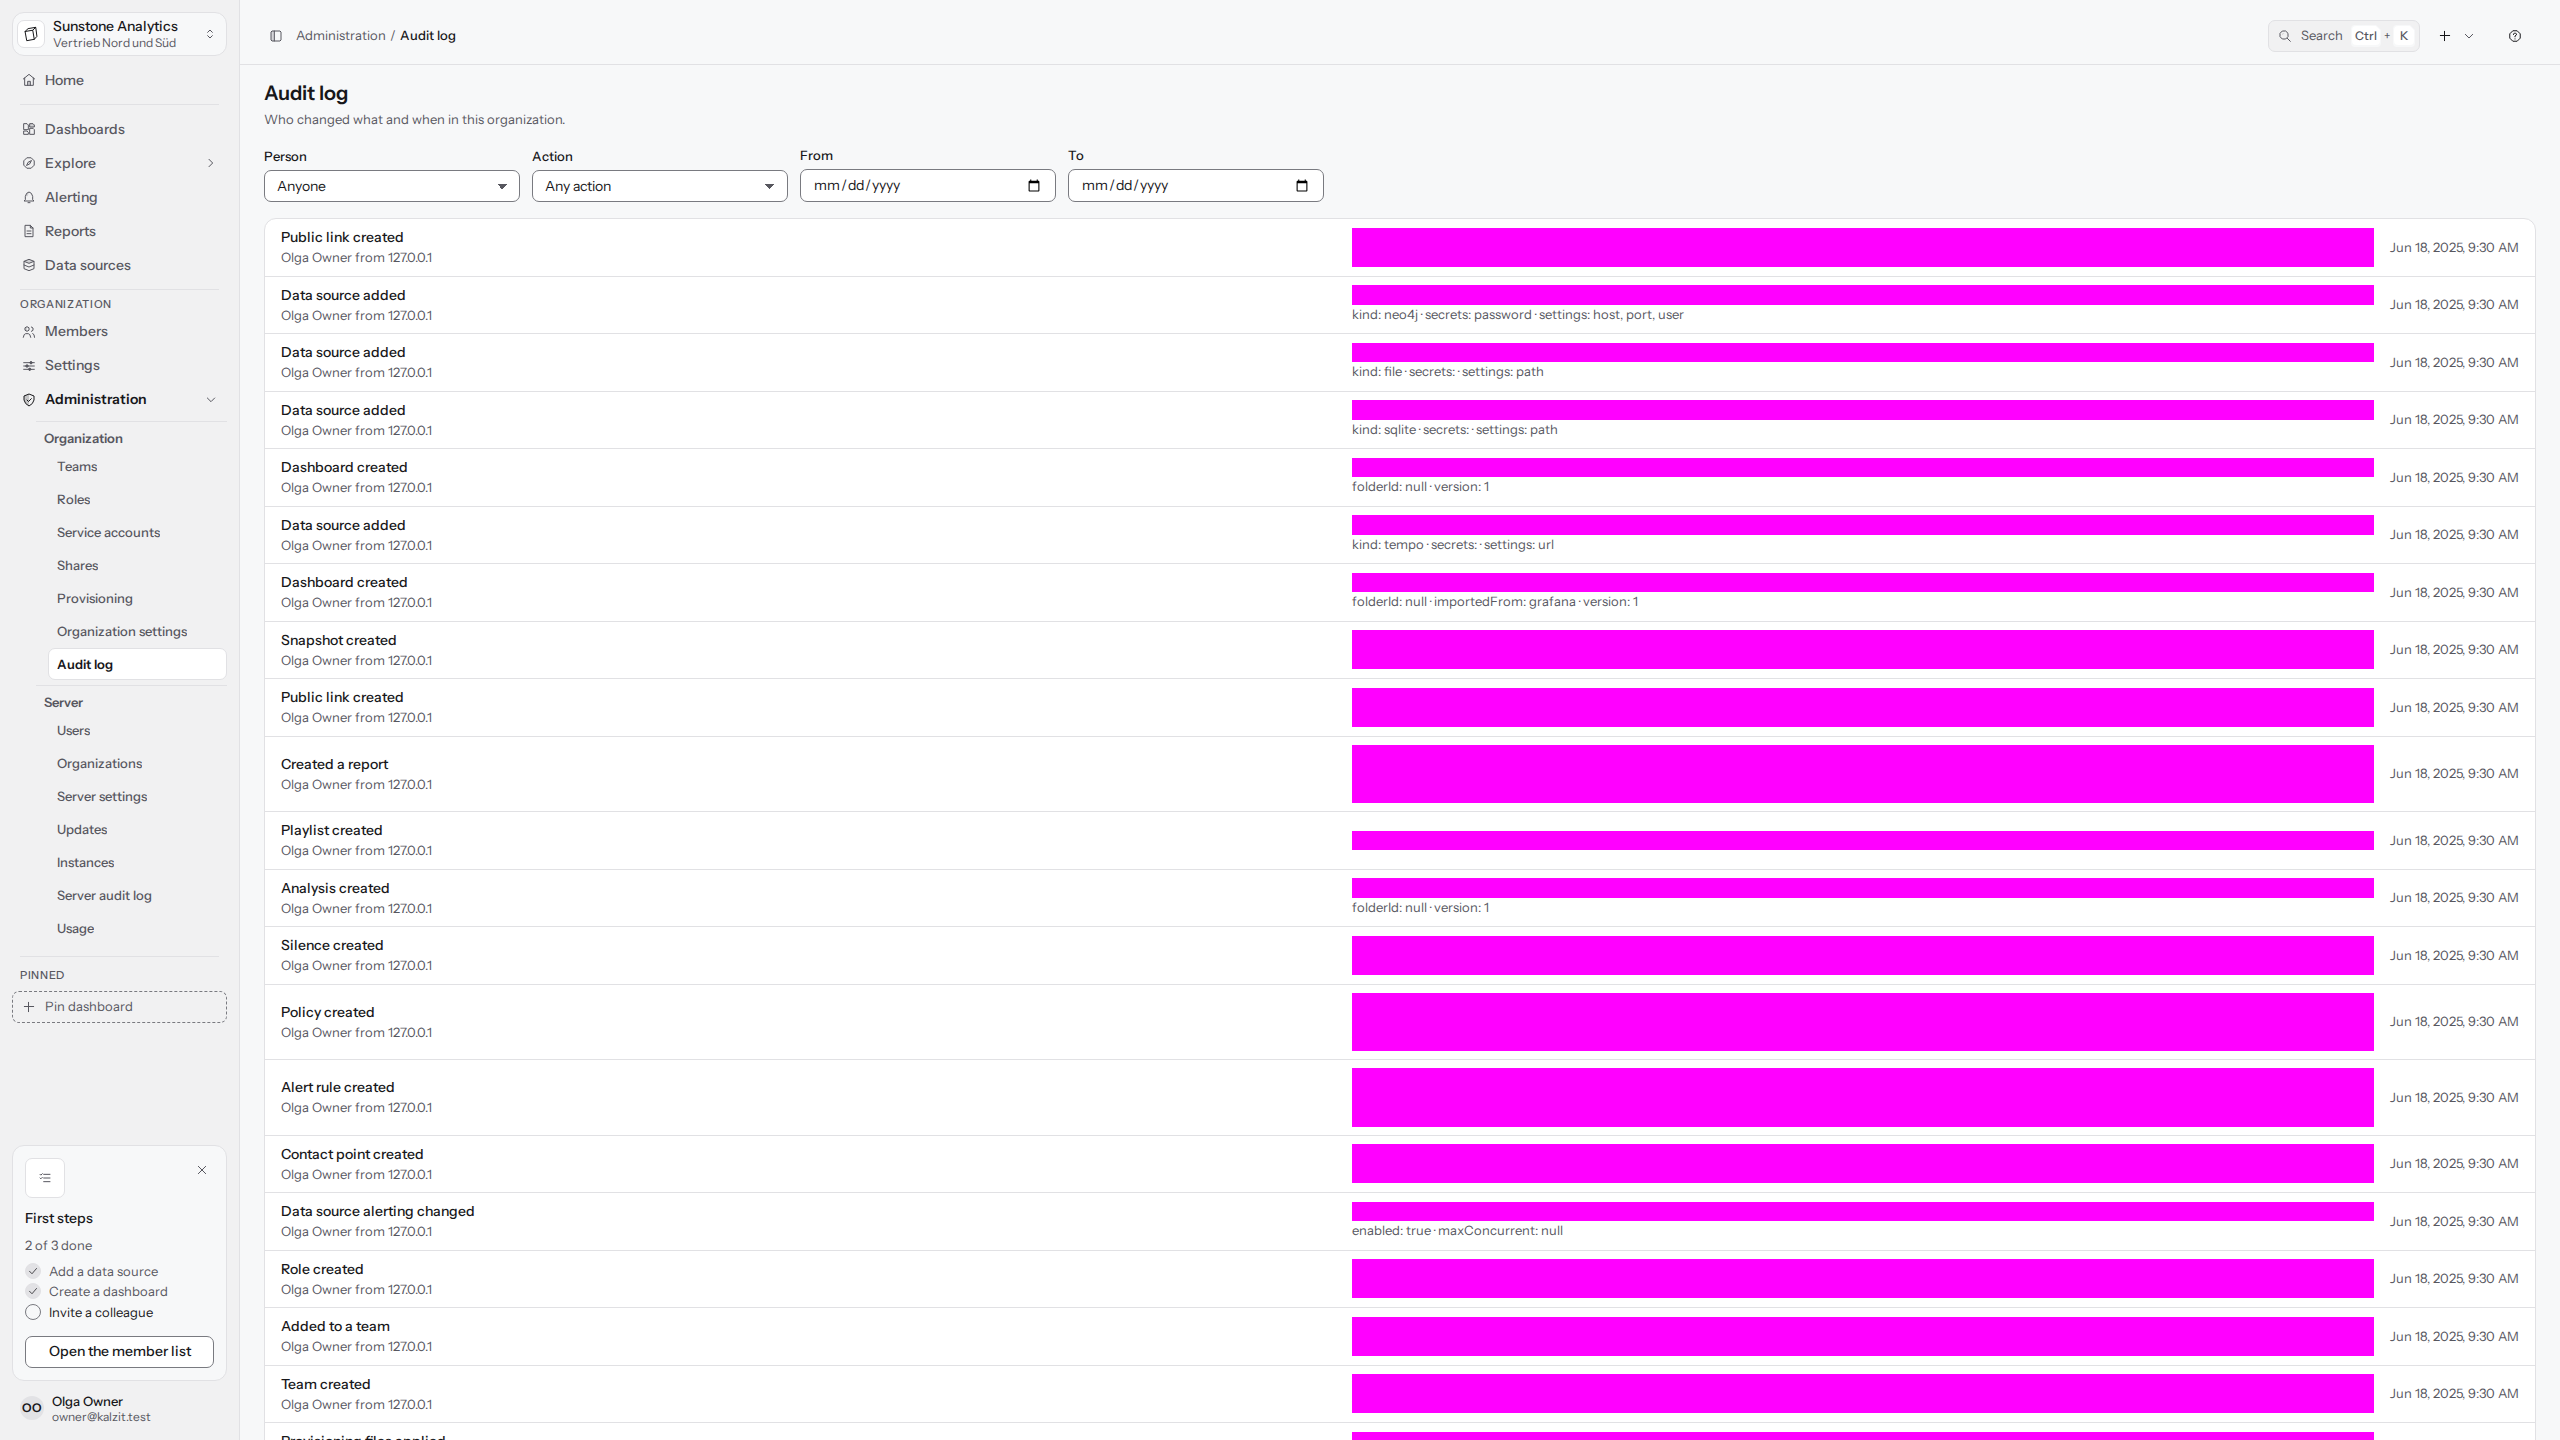 Sunstone Analytics
Vertrieb Nord und Süd
Home
Dashboards
Explore
Alerting
Reports
Data sources
ORGANIZATION
Members
Settings
Administration
Organization
Teams
Roles
Service accounts
Shares
Provisioning
Organization settings
Audit log
Server
Users
Organizations
Server settings
Updates
Instances
Server audit log
Usage
PINNED
Pin dashboard
First steps
2 of 3 done
Add a data source
Create a dashboard
Invite a colleague
Open the member list
OO
Olga Owner
owner@kalzit.test
Administration / Audit log
Search Ctrl + K
Audit log
Who changed what and when in this organization.
Person
Action
From
To
Anyone
Any action
mm/dd/yyyy
mm/dd/yyyy
Public link created
Olga Owner from 127.0.0.1
Jun 18, 2025, 9:30 AM
Data source added
Olga Owner from 127.0.0.1
kind: neo4j · secrets: password · settings: host, port, user
Jun 18, 2025, 9:30 AM
Data source added
Olga Owner from 127.0.0.1
kind: file · secrets: · settings: path
Jun 18, 2025, 9:30 AM
Data source added
Olga Owner from 127.0.0.1
kind: sqlite · secrets: · settings: path
Jun 18, 2025, 9:30 AM
Dashboard created
Olga Owner from 127.0.0.1
folderId: null · version: 1
Jun 18, 2025, 9:30 AM
Data source added
Olga Owner from 127.0.0.1
kind: tempo · secrets: · settings: url
Jun 18, 2025, 9:30 AM
Dashboard created
Olga Owner from 127.0.0.1
folderId: null · importedFrom: grafana · version: 1
Jun 18, 2025, 9:30 AM
Snapshot created
Olga Owner from 127.0.0.1
Jun 18, 2025, 9:30 AM
Public link created
Olga Owner from 127.0.0.1
Jun 18, 2025, 9:30 AM
Created a report
Olga Owner from 127.0.0.1
Jun 18, 2025, 9:30 AM
Playlist created
Olga Owner from 127.0.0.1
Jun 18, 2025, 9:30 AM
Analysis created
Olga Owner from 127.0.0.1
folderId: null · version: 1
Jun 18, 2025, 9:30 AM
Silence created
Olga Owner from 127.0.0.1
Jun 18, 2025, 9:30 AM
Policy created
Olga Owner from 127.0.0.1
Jun 18, 2025, 9:30 AM
Alert rule created
Olga Owner from 127.0.0.1
Jun 18, 2025, 9:30 AM
Contact point created
Olga Owner from 127.0.0.1
Jun 18, 2025, 9:30 AM
Data source alerting changed
Olga Owner from 127.0.0.1
enabled: true · maxConcurrent: null
Jun 18, 2025, 9:30 AM
Role created
Olga Owner from 127.0.0.1
Jun 18, 2025, 9:30 AM
Added to a team
Olga Owner from 127.0.0.1
Jun 18, 2025, 9:30 AM
Team created
Olga Owner from 127.0.0.1
Jun 18, 2025, 9:30 AM